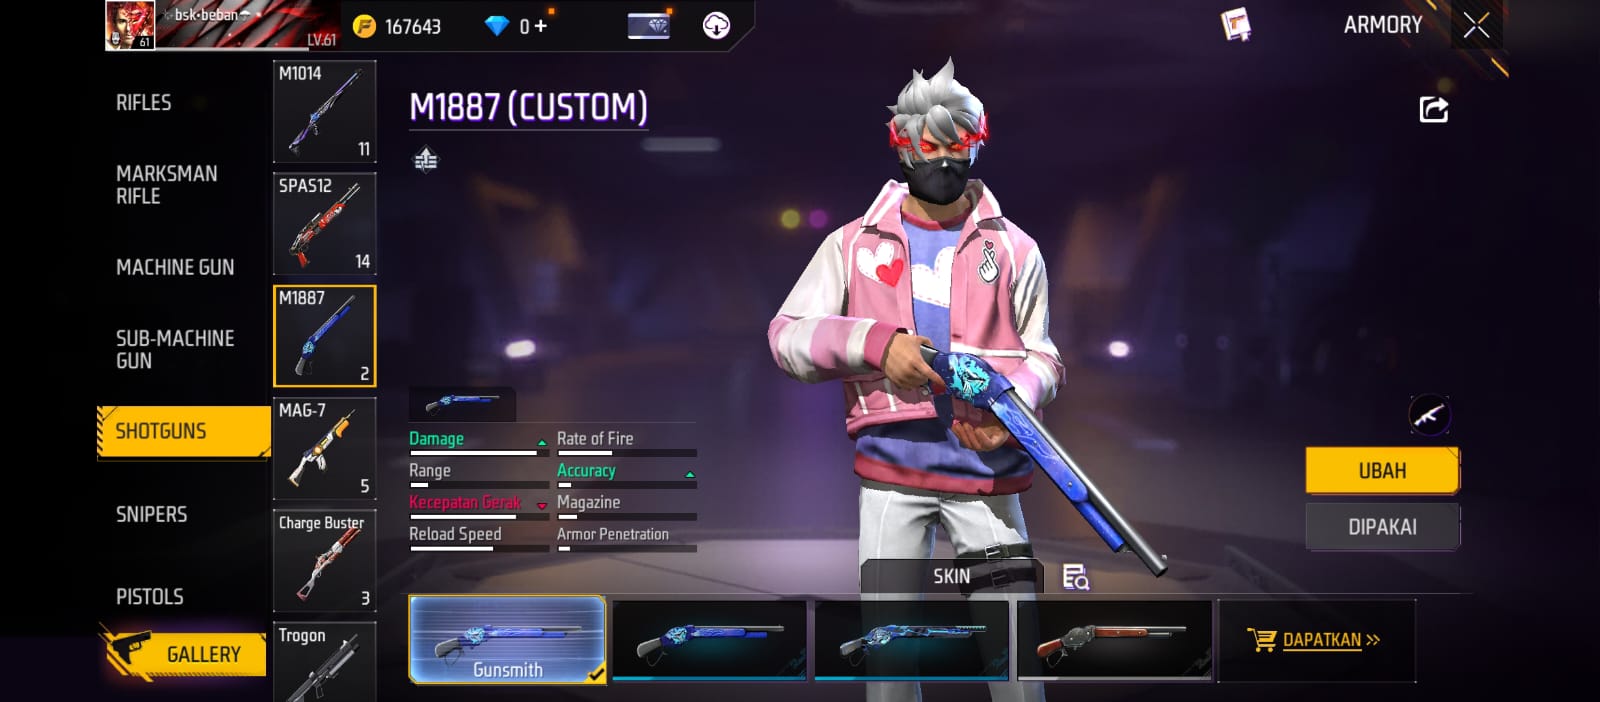 bsk•beban
61
LV.61
167643
0 +
ARMORY
RIFLES
MARKSMAN
RIFLE
MACHINE GUN
SUB-MACHINE
GUN
SHOTGUNS
SNIPERS
PISTOLS
GALLERY
M1014
11
SPAS12
14
M1887
2
MAG-7
5
Charge Buster
3
Trogon
M1887 (CUSTOM)
Damage
Rate of Fire
Range
Accuracy
Kecepatan Gerak
Magazine
Reload Speed
Armor Penetration
UBAH
DIPAKAI
SKIN
Gunsmith
DAPATKAN >>